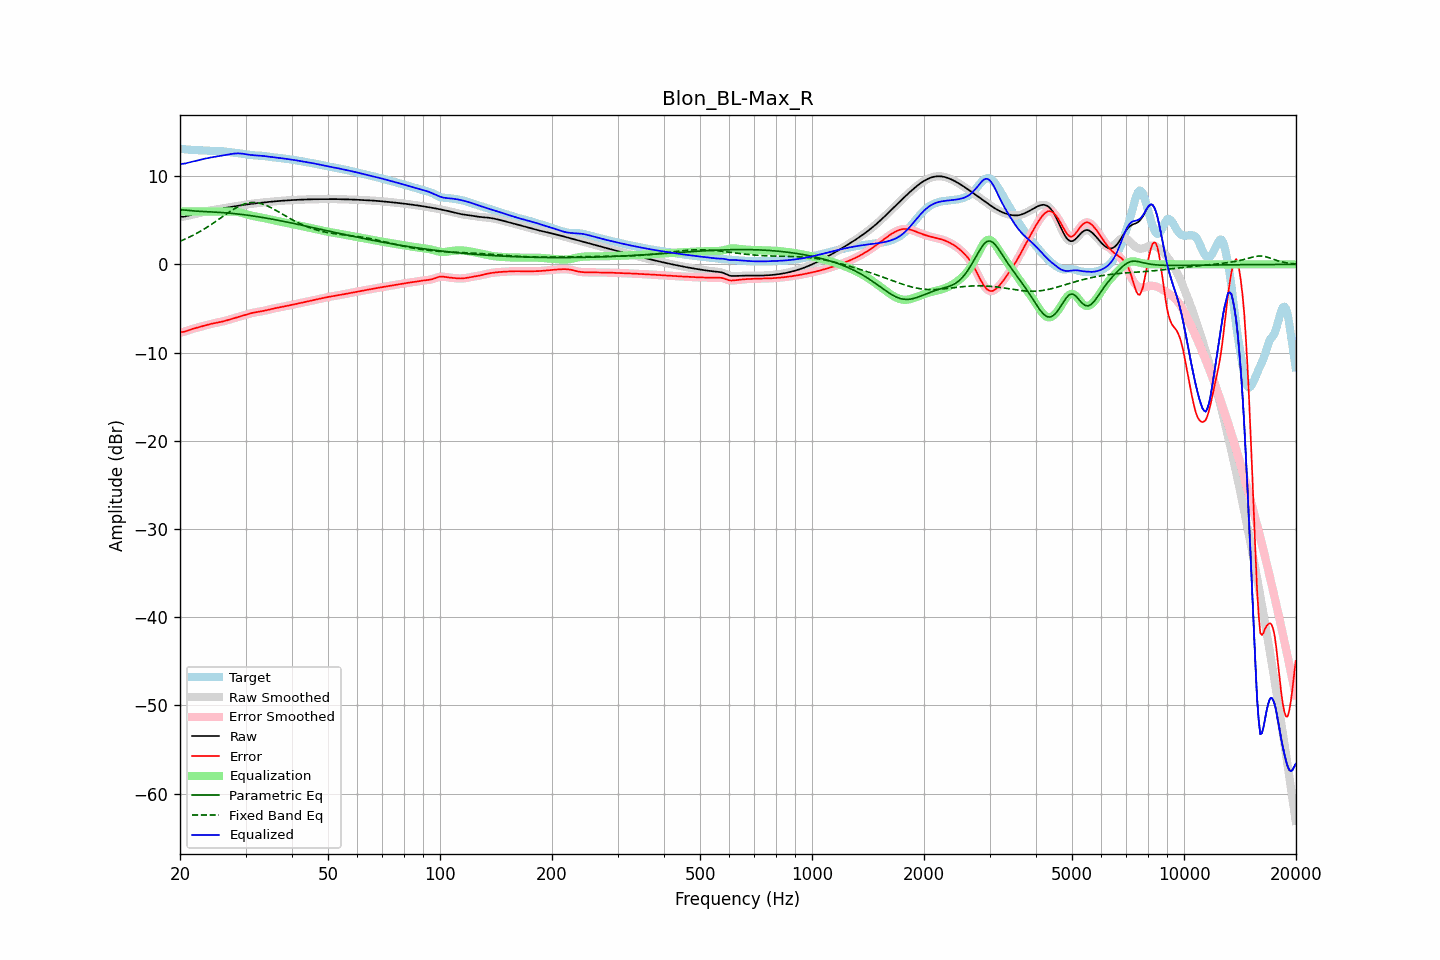 Blon_BL-Max_R
Amplitude (dBr)
10
0
−10
−20
−30
−40
−50
−60
Target
Raw Smoothed
Error Smoothed
Raw
Error
Equalization
Parametric Eq
Fixed Band Eq
Equalized
20 50 100 200 500 1000 2000 5000 10000 20000
Frequency (Hz)